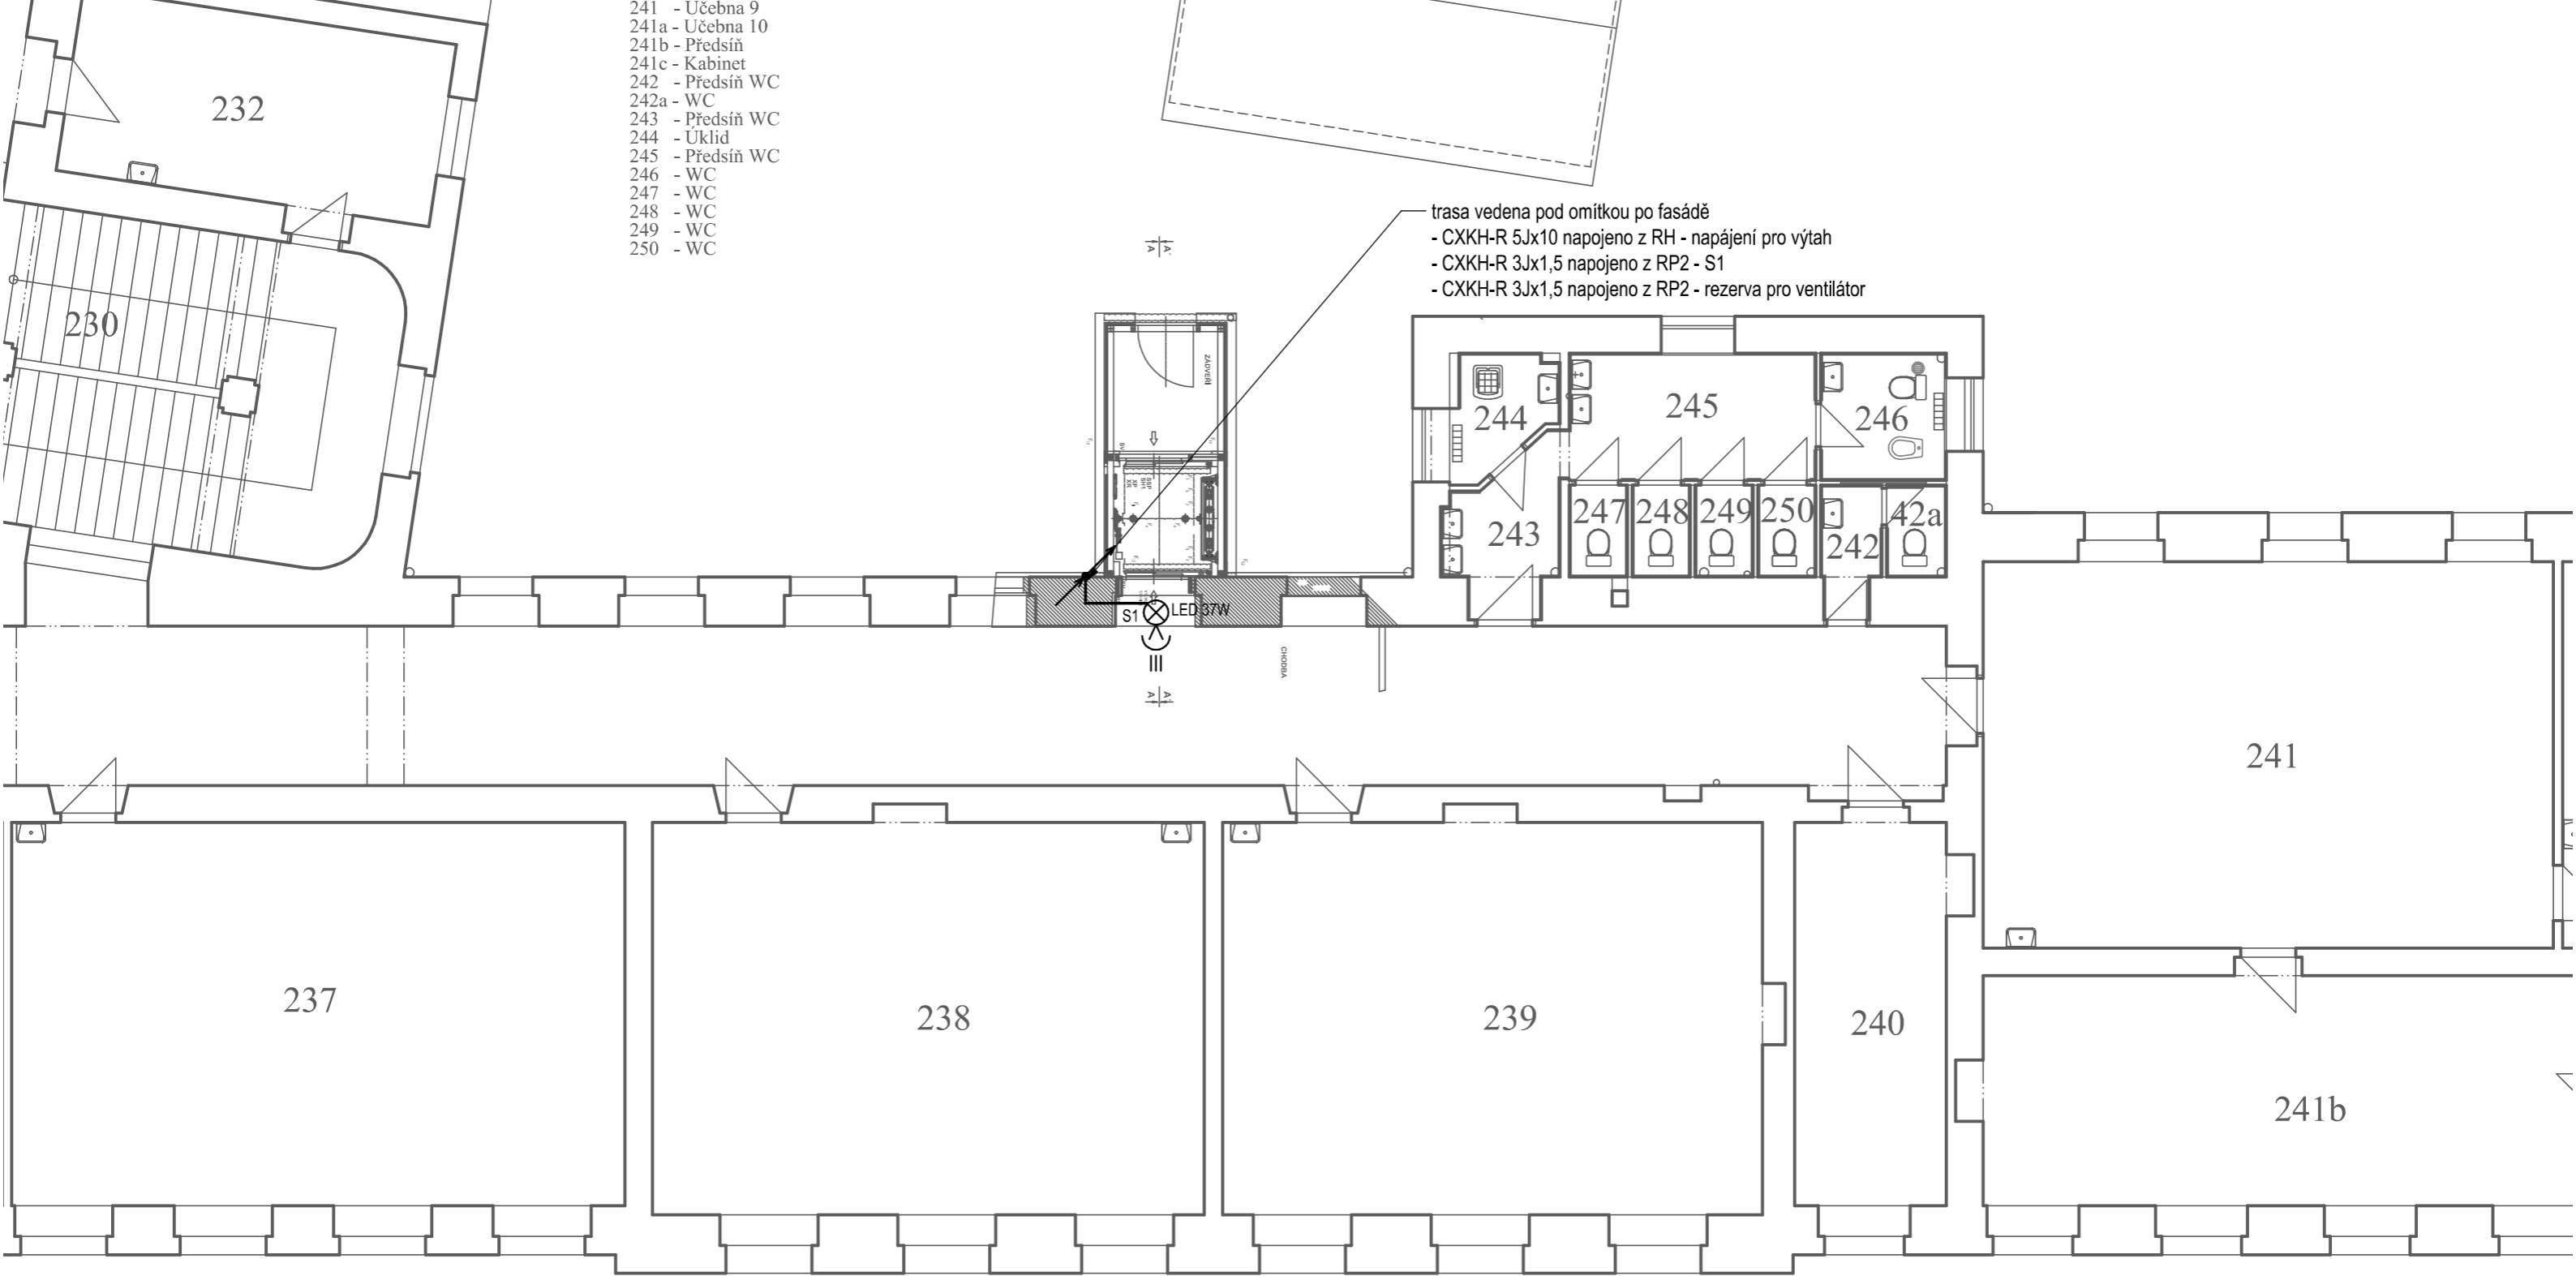 241 - Učebna 9
241a - Učebna 10
241b - Předsíň
241c - Kabinet
242 - Předsíň WC
242a - WC
243 - Předsíň WC
244 - Úklid
245 - Předsíň WC
246 - WC
247 - WC
248 - WC
249 - WC
250 - WC
232
trasa vedena pod omítkou po fasádě
- CXKH-R 5Jx10 napojeno z RH - napájení pro výtah
- CXKH-R 3Jx1,5 napojeno z RP2 - S1
- CXKH-R 3Jx1,5 napojeno z RP2 - rezerva pro ventilátor
A A
230
ZÁDVEŘÍ
244
245
246
243
247
248
249
250
242
42a
S1
LED 37W
III
CHODBA
A A
241
237
238
239
240
241b